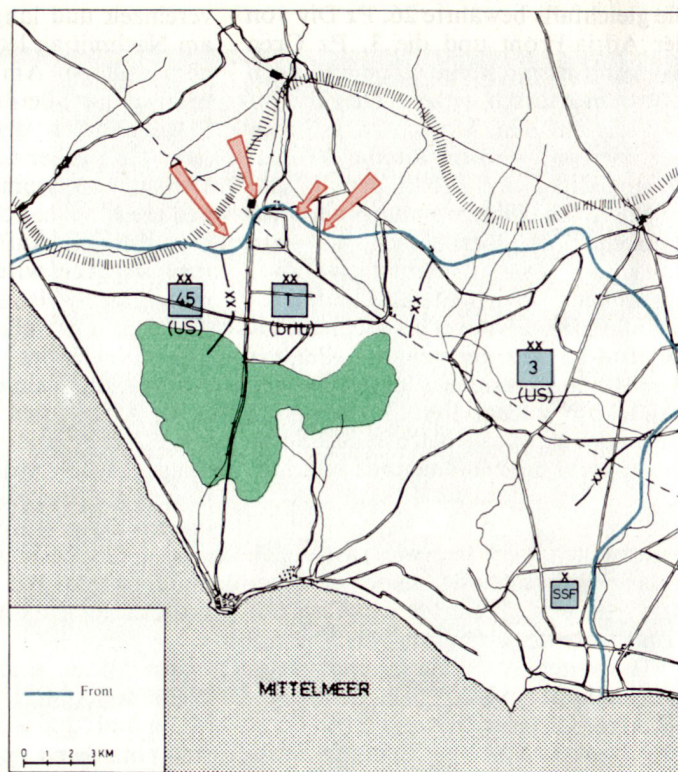 XX
45
(US)
XX
XX
1
(brit)
XX
XX
3
(US)
XX
X
SSF
MITTELMEER
Front
0 1 2 3 KM